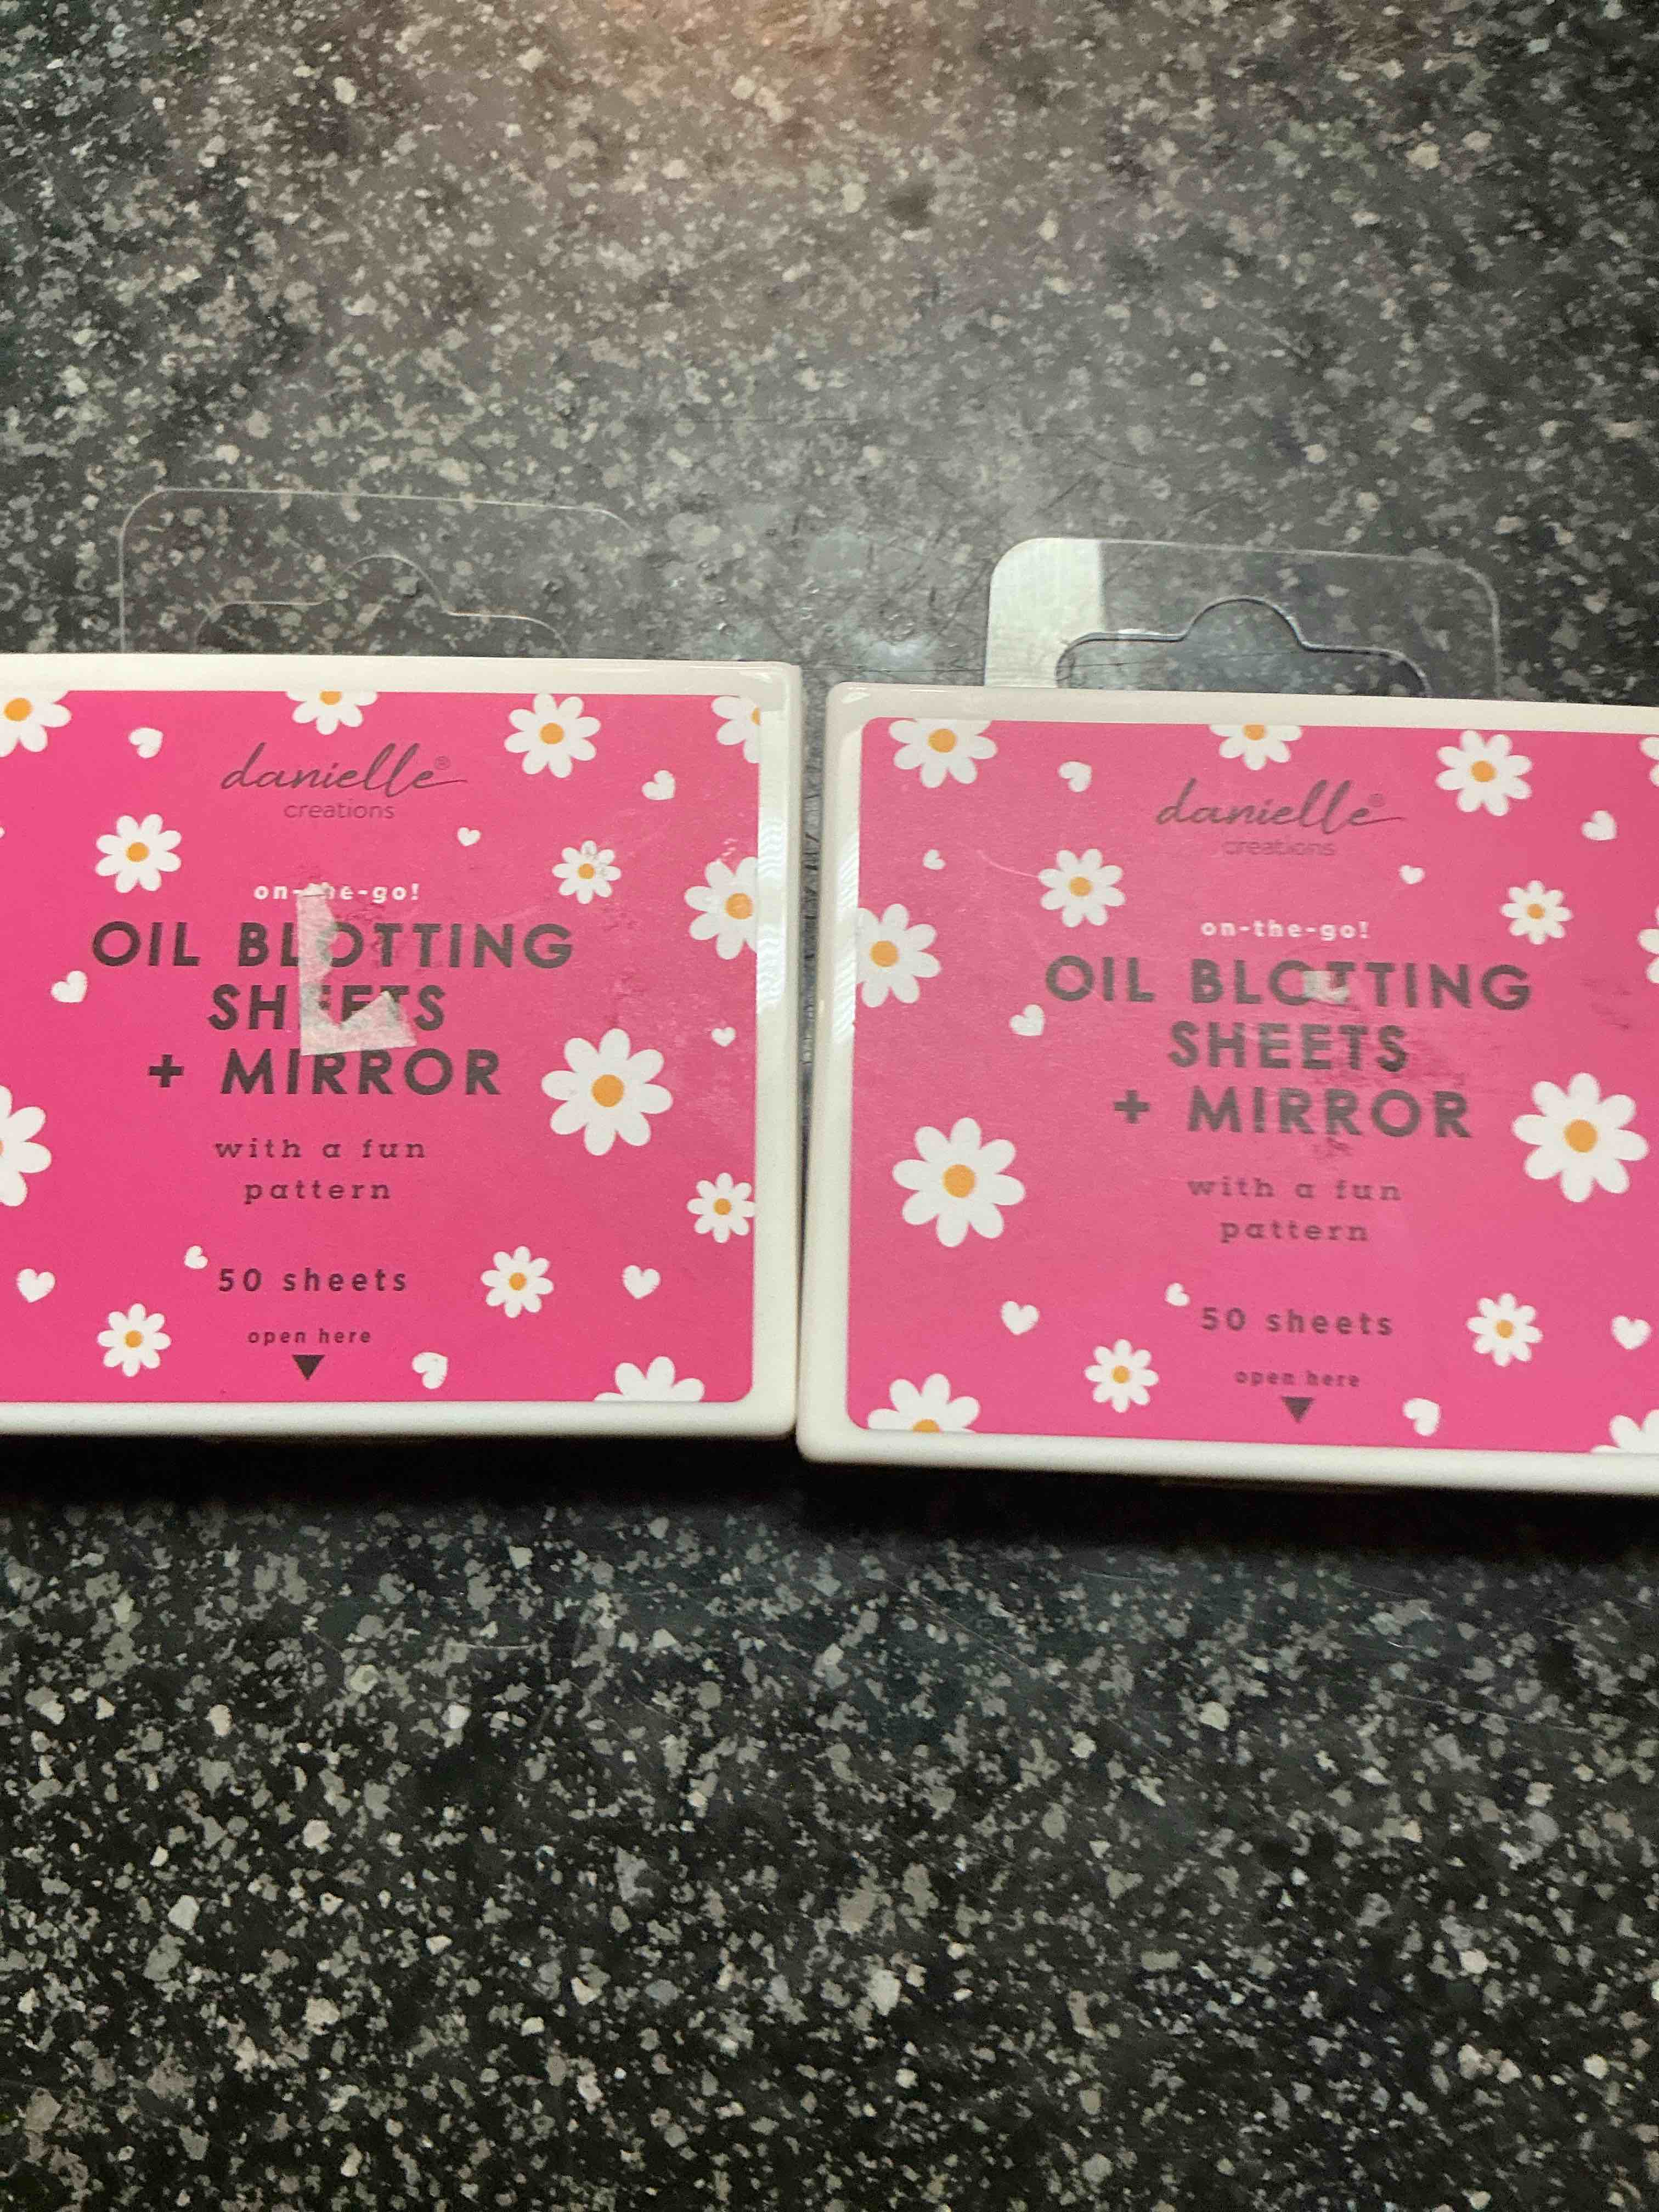 danielle®
creations
on-the-go!
OIL BLOTTING
SHEETS
+ MIRROR
with a fun
pattern
50 sheets
open here
danielle®
creations
on-the-go!
OIL BLOTTING
SHEETS
+ MIRROR
with a fun
pattern
50 sheets
open here